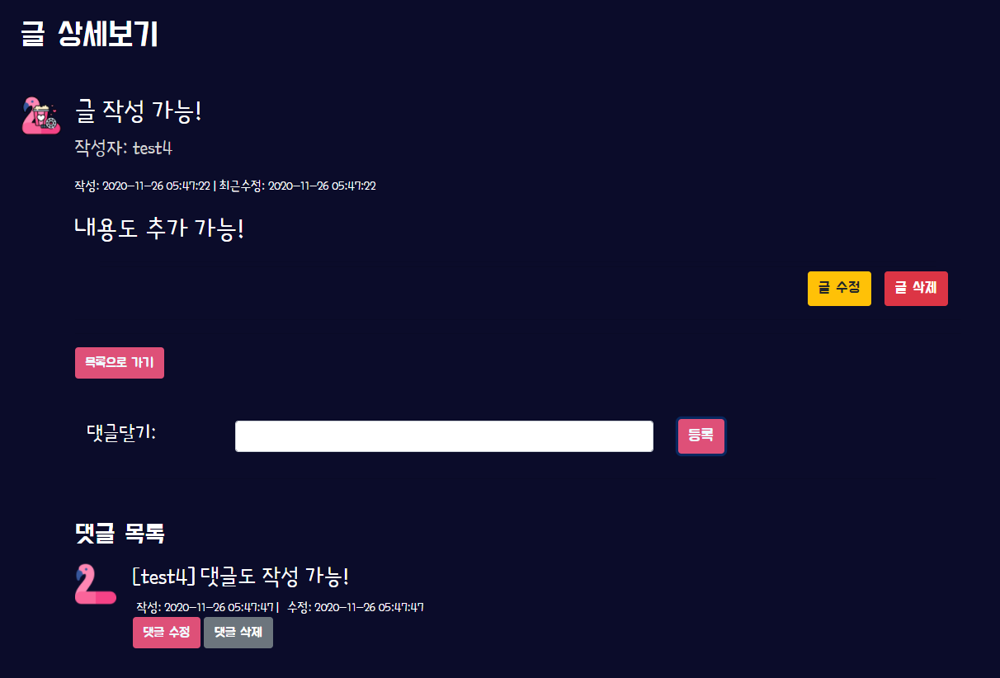 글 상세보기
글 작성 가능!
작성자: test4
작성: 2020-11-26 05:47:22 | 최근수정: 2020-11-26 05:47:22
내용도 추가 가능!
글 수정 글 삭제
목록으로 가기
댓글달기: 등록
댓글 목록
[test4] 댓글도 작성 가능!
작성: 2020-11-26 05:47:47 | 수정: 2020-11-26 05:47:47
댓글 수정 댓글 삭제